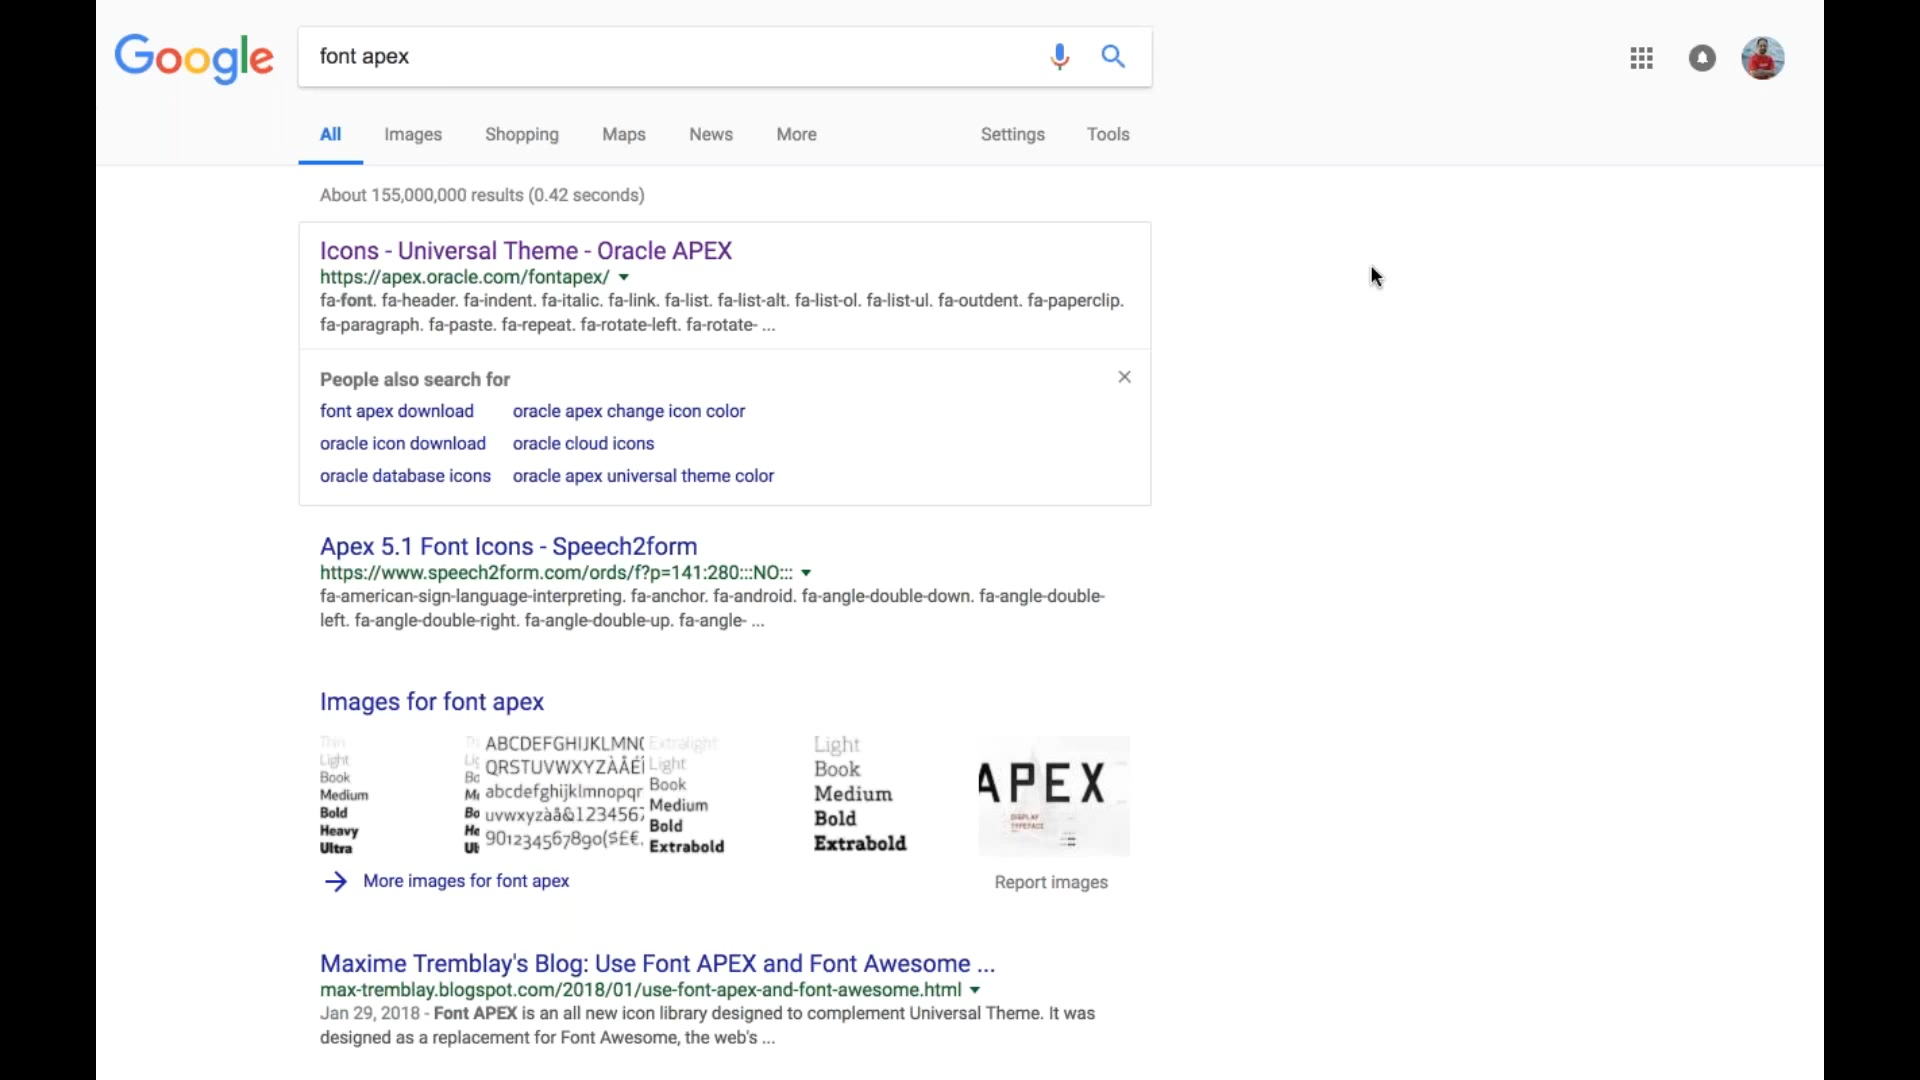 Google
font apex
All Images Shopping Maps News More Settings Tools
About 155,000,000 results (0.42 seconds)
Icons - Universal Theme - Oracle APEX
https://apex.oracle.com/fontapex/
fa-font. fa-header. fa-indent. fa-italic. fa-link. fa-list. fa-list-alt. fa-list-ol. fa-list-ul. fa-outdent. fa-paperclip.
fa-paragraph. fa-paste. fa-repeat. fa-rotate-left. fa-rotate- ...
People also search for
font apex download oracle apex change icon color
oracle icon download oracle cloud icons
oracle database icons oracle apex universal theme color
Apex 5.1 Font Icons - Speech2form
https://www.speech2form.com/ords/f?p=141:280:::NO:::
fa-american-sign-language-interpreting. fa-anchor. fa-android. fa-angle-double-down. fa-angle-double-
left. fa-angle-double-right. fa-angle-double-up. fa-angle- ...
Images for font apex
Thin
Light
Book
Medium
Bold
Heavy
Ultra
ABCDEFGHIJKLMN
QRSTUVWXYZÀÅÉ
abcdefghijklmnopqr
uvwxyzàå&1234567
901234567890($£€.
Extralight
Light
Book
Medium
Bold
Extrabold
Light
Book
Medium
Bold
Extrabold
APEX
DISPLAY
TYPEFACE
More images for font apex
Report images
Maxime Tremblay's Blog: Use Font APEX and Font Awesome ...
max-tremblay.blogspot.com/2018/01/use-font-apex-and-font-awesome.html
Jan 29, 2018 - Font APEX is an all new icon library designed to complement Universal Theme. It was
designed as a replacement for Font Awesome, the web's ...